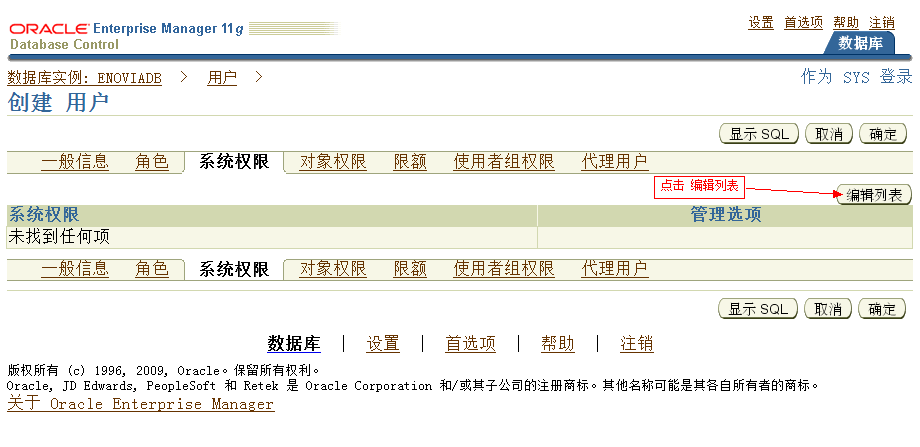 ORACLE Enterprise Manager 11g
Database Control
设置 首选项 帮助 注销
数据库
数据库实例: ENOVIADB > 用户 >
作为 SYS 登录
创建 用户
显示 SQL 取消 确定
一般信息 角色 系统权限 对象权限 限额 使用者组权限 代理用户
点击 编辑列表
编辑列表
系统权限 管理选项
未找到任何项
一般信息 角色 系统权限 对象权限 限额 使用者组权限 代理用户
显示 SQL 取消 确定
数据库 | 设置 | 首选项 | 帮助 | 注销
版权所有 (c) 1996, 2009, Oracle。保留所有权利。
Oracle, JD Edwards, PeopleSoft 和 Retek 是 Oracle Corporation 和/或其子公司的注册商标。其他名称可能是其各自所有者的商标。
关于 Oracle Enterprise Manager